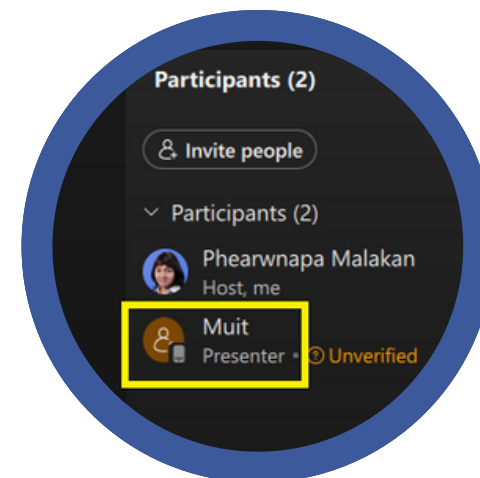 Participants (2)
Invite people
Participants (2)
Phearwnapa Malakan
Host, me
Muit
Presenter • Unverified